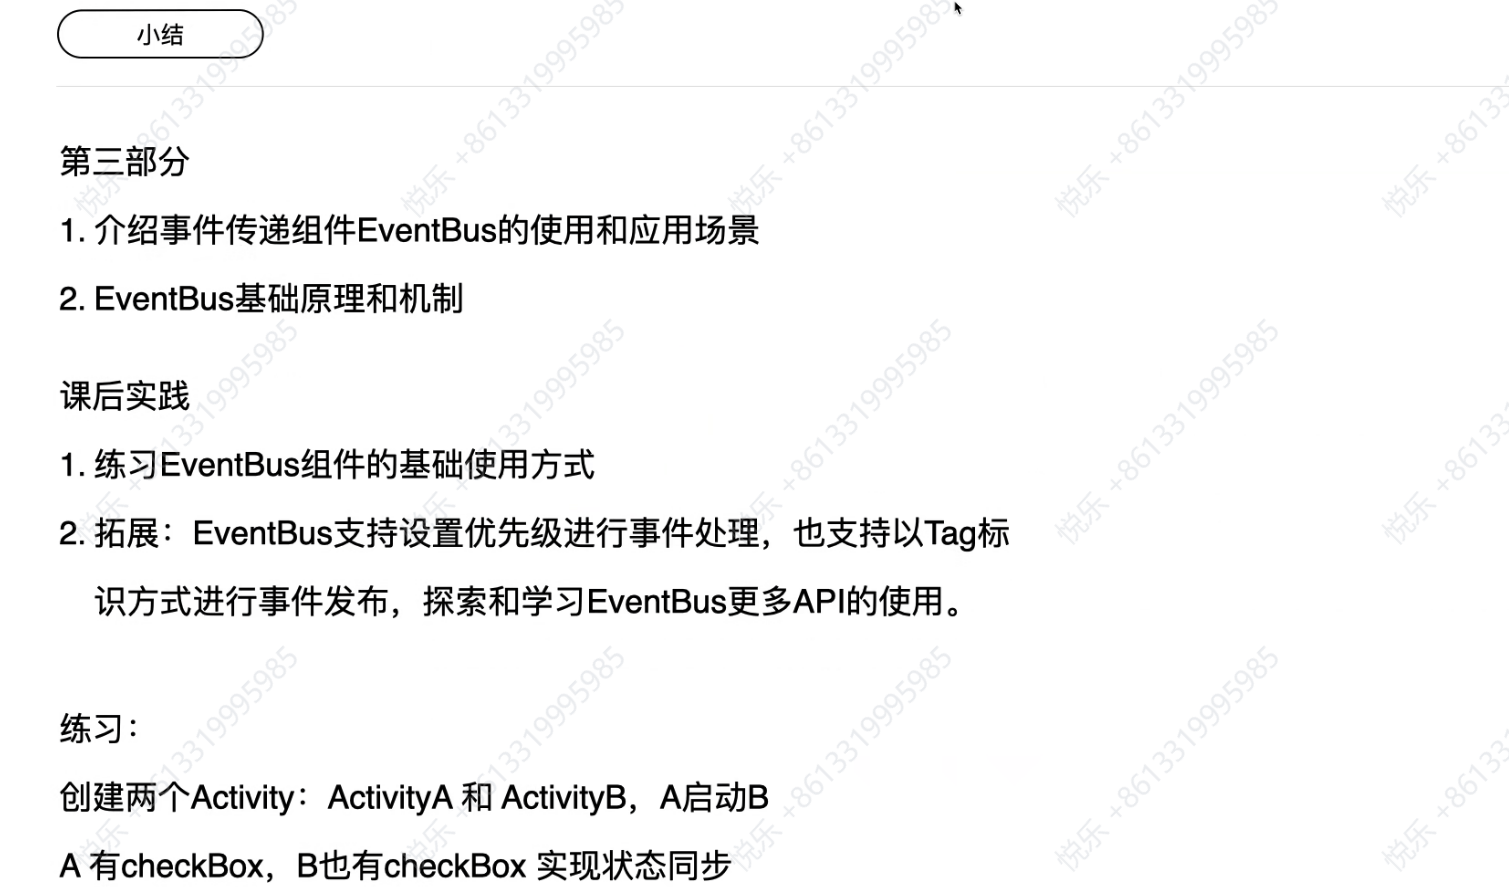 小结
第三部分
1. 介绍事件传递组件EventBus的使用和应用场景
2. EventBus基础原理和机制
课后实践
1. 练习EventBus组件的基础使用方式
2. 拓展：EventBus支持设置优先级进行事件处理，也支持以Tag标
识方式进行事件发布，探索和学习EventBus更多API的使用。
练习：
创建两个Activity：ActivityA 和 ActivityB，A启动B
A 有checkBox，B也有checkBox 实现状态同步
悦乐 +8613319995985